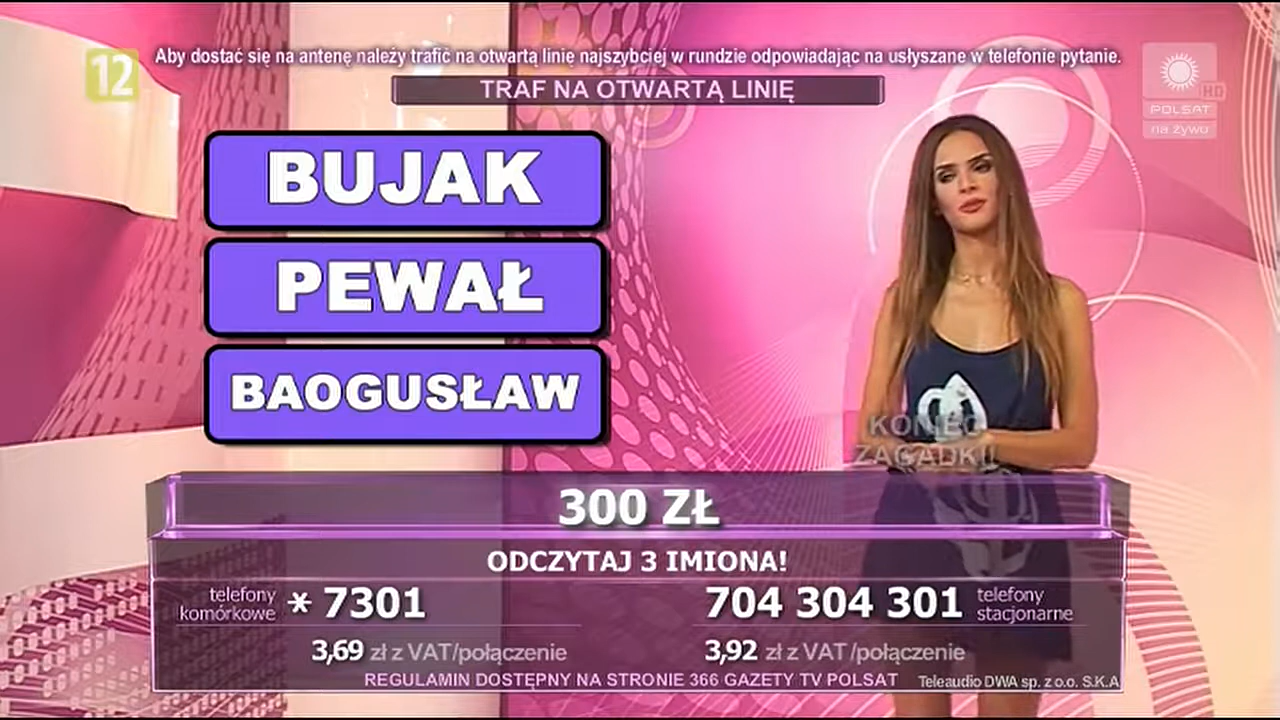 Aby dostać się na antenę należy trafić na otwartą linię najszybciej w rundzie odpowiadając na usłyszane w telefonie pytanie.
12
TRAF NA OTWARTĄ LINIĘ
POLSAT HD
na żywo
BUJAK
PEWAŁ
BAOGUSŁAW
KONIEC
ZAGADKI!
300 ZŁ
ODCZYTAJ 3 IMIONA!
telefony komórkowe * 7301
704 304 301 telefony stacjonarne
3,69 zł z VAT/połączenie
3,92 zł z VAT/połączenie
REGULAMIN DOSTĘPNY NA STRONIE 366 GAZETY TV POLSAT
Teleaudio DWA sp. z o.o. S.K.A